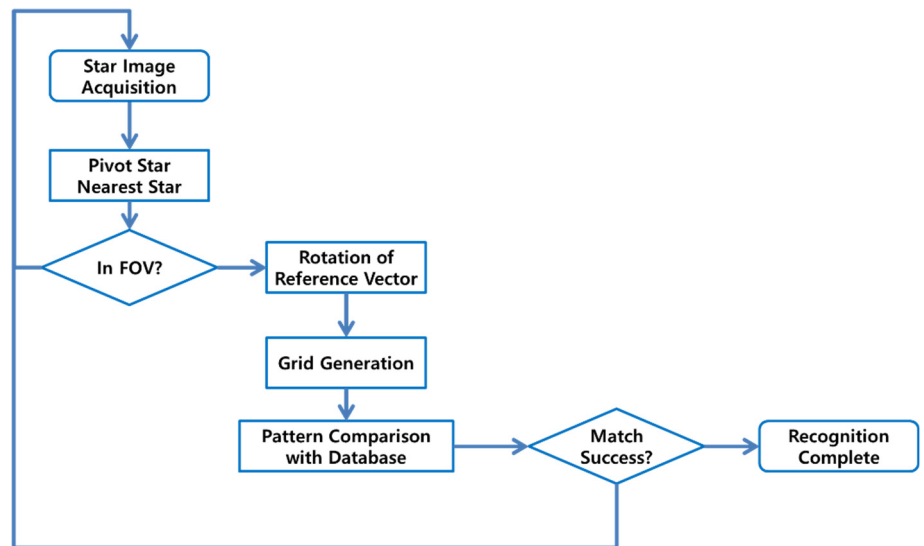 Star Image
Acquisition
Pivot Star
Nearest Star
In FOV?
Rotation of
Reference Vector
Grid Generation
Pattern Comparison
with Database
Match
Success?
Recognition
Complete